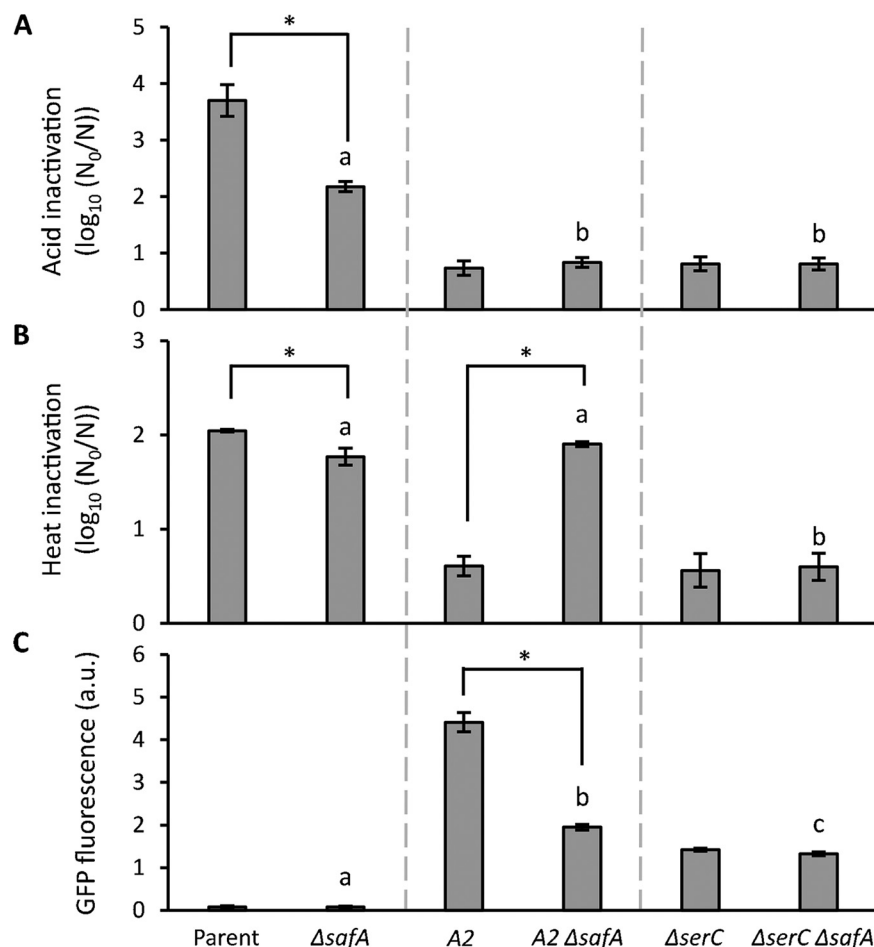 A
Acid inactivation
(log10 (N0/N))
5
4
3
2
1
0
*
a
b
b
B
Heat inactivation
(log10 (N0/N))
3
2
1
0
*
*
a
a
b
C
GFP fluorescence (a.u.)
6
5
4
3
2
1
0
*
a
b
c
Parent ΔsafA A2 A2 ΔsafA ΔserC ΔserC ΔsafA